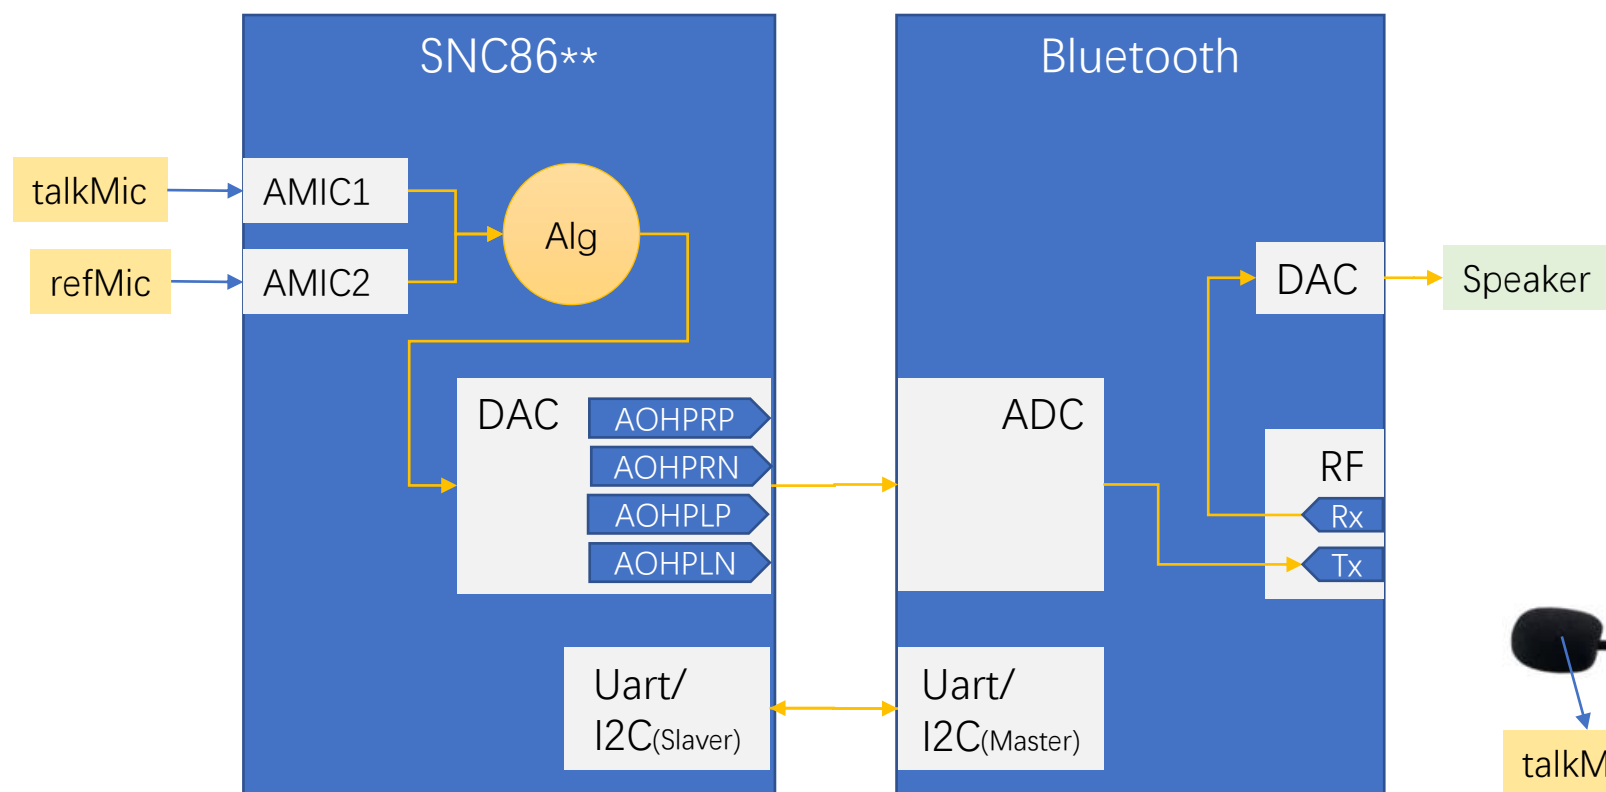 SNC86**
Bluetooth
talkMic
AMIC1
Alg
refMic
AMIC2
DAC
Speaker
DAC
AOHPRP
AOHPRN
AOHPLP
AOHPLN
ADC
RF
Rx
Tx
Uart/
I2C(Slaver)
Uart/
I2C(Master)
talkM